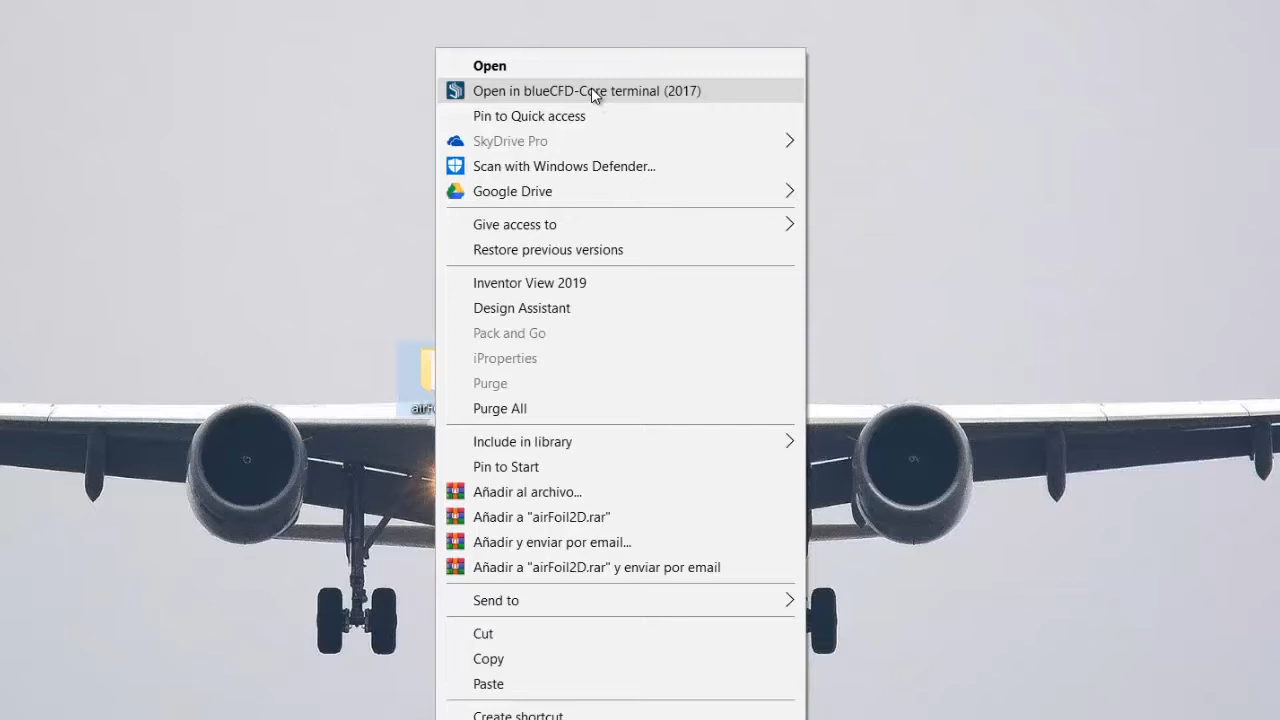 Open
Open in blueCFD-Core terminal (2017)
Pin to Quick access
SkyDrive Pro
Scan with Windows Defender...
Google Drive
Give access to
Restore previous versions
Inventor View 2019
Design Assistant
Pack and Go
iProperties
Purge
Purge All
Include in library
Pin to Start
Añadir al archivo...
Añadir a "airFoil2D.rar"
Añadir y enviar por email...
Añadir a "airFoil2D.rar" y enviar por email
Send to
Cut
Copy
Paste
Create shortcut